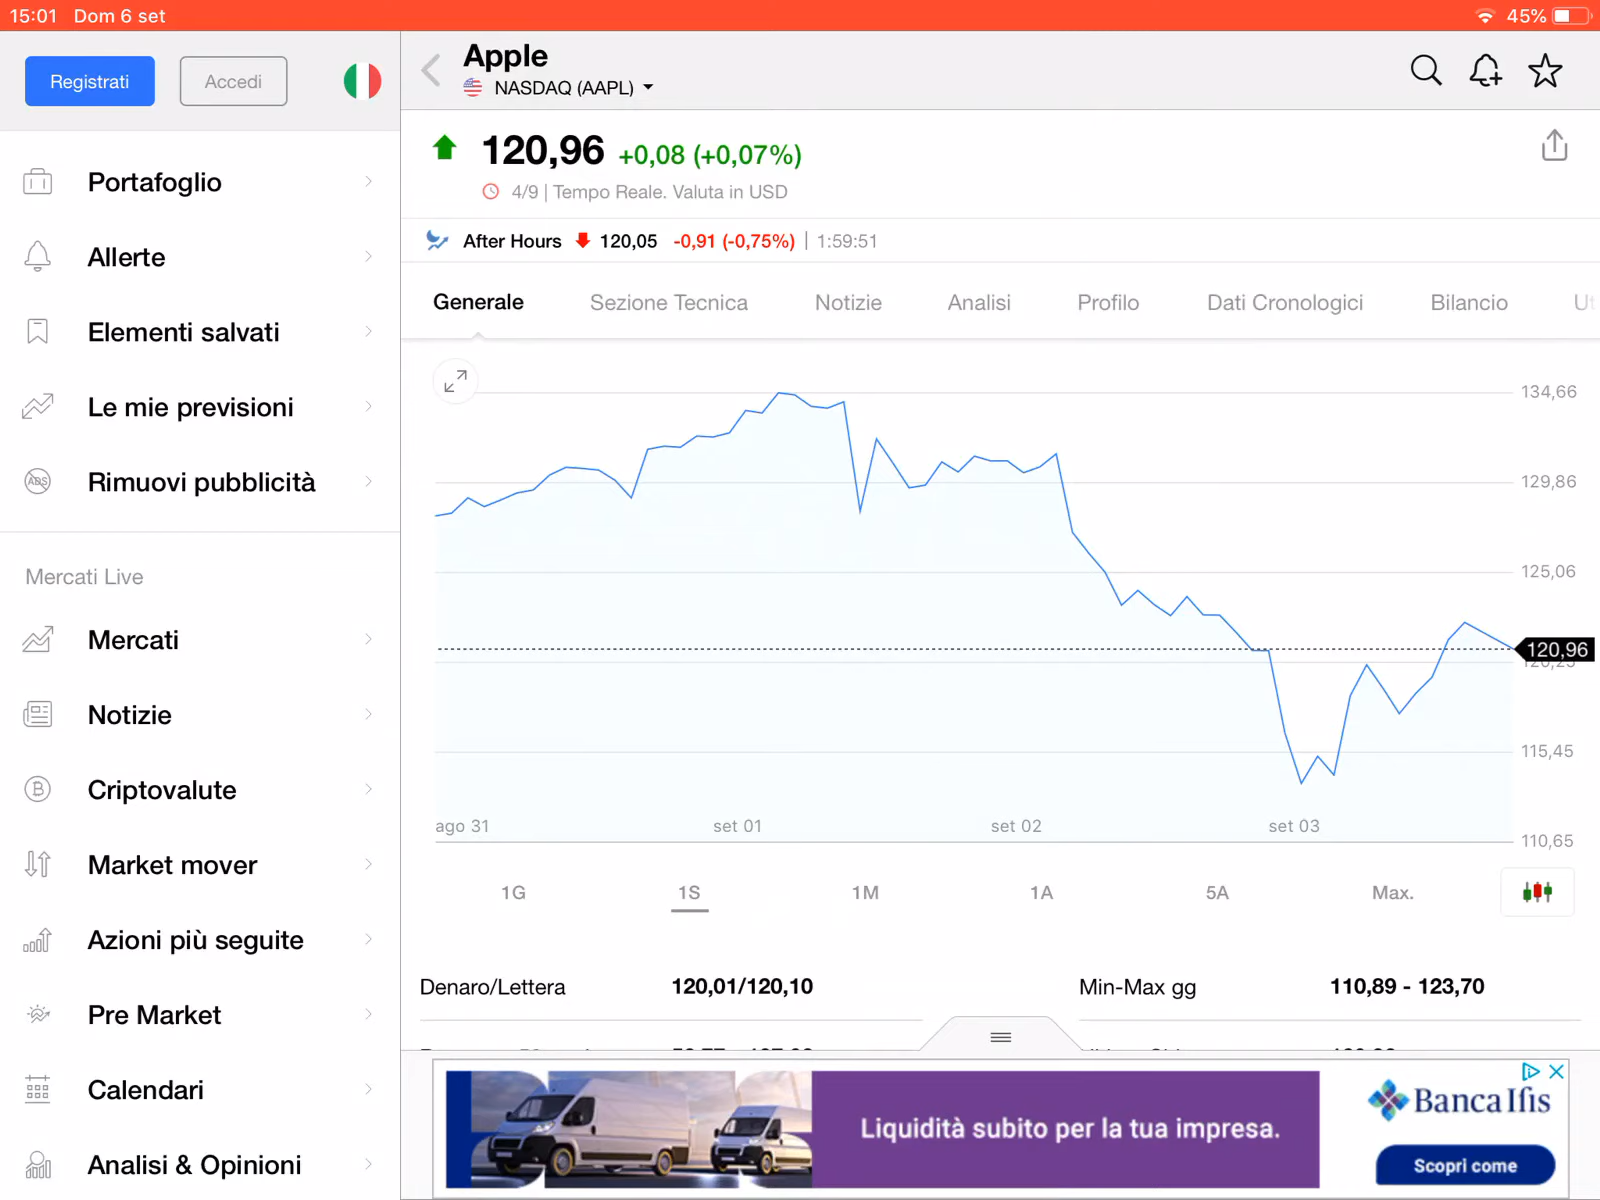 15:01 Dom 6 set
45%
Registrati
Accedi
Portafoglio
Allerte
Elementi salvati
Le mie previsioni
ADS
Rimuovi pubblicità
Mercati Live
Mercati
Notizie
Criptovalute
Market mover
Azioni più seguite
Pre Market
Calendari
Analisi & Opinioni
Apple
NASDAQ (AAPL)
120,96 +0,08 (+0,07%)
4/9 | Tempo Reale. Valuta in USD
After Hours 120,05 -0,91 (-0,75%) | 1:59:51
Generale Sezione Tecnica Notizie Analisi Profilo Dati Cronologici Bilancio Ut
134,66
129,86
125,06
120,96
115,45
110,65
ago 31 set 01 set 02 set 03
1G 1S 1M 1A 5A Max.
Denaro/Lettera 120,01/120,10
Min-Max gg 110,89 - 123,70
Liquidità subito per la tua impresa.
Banca Ifis
Scopri come